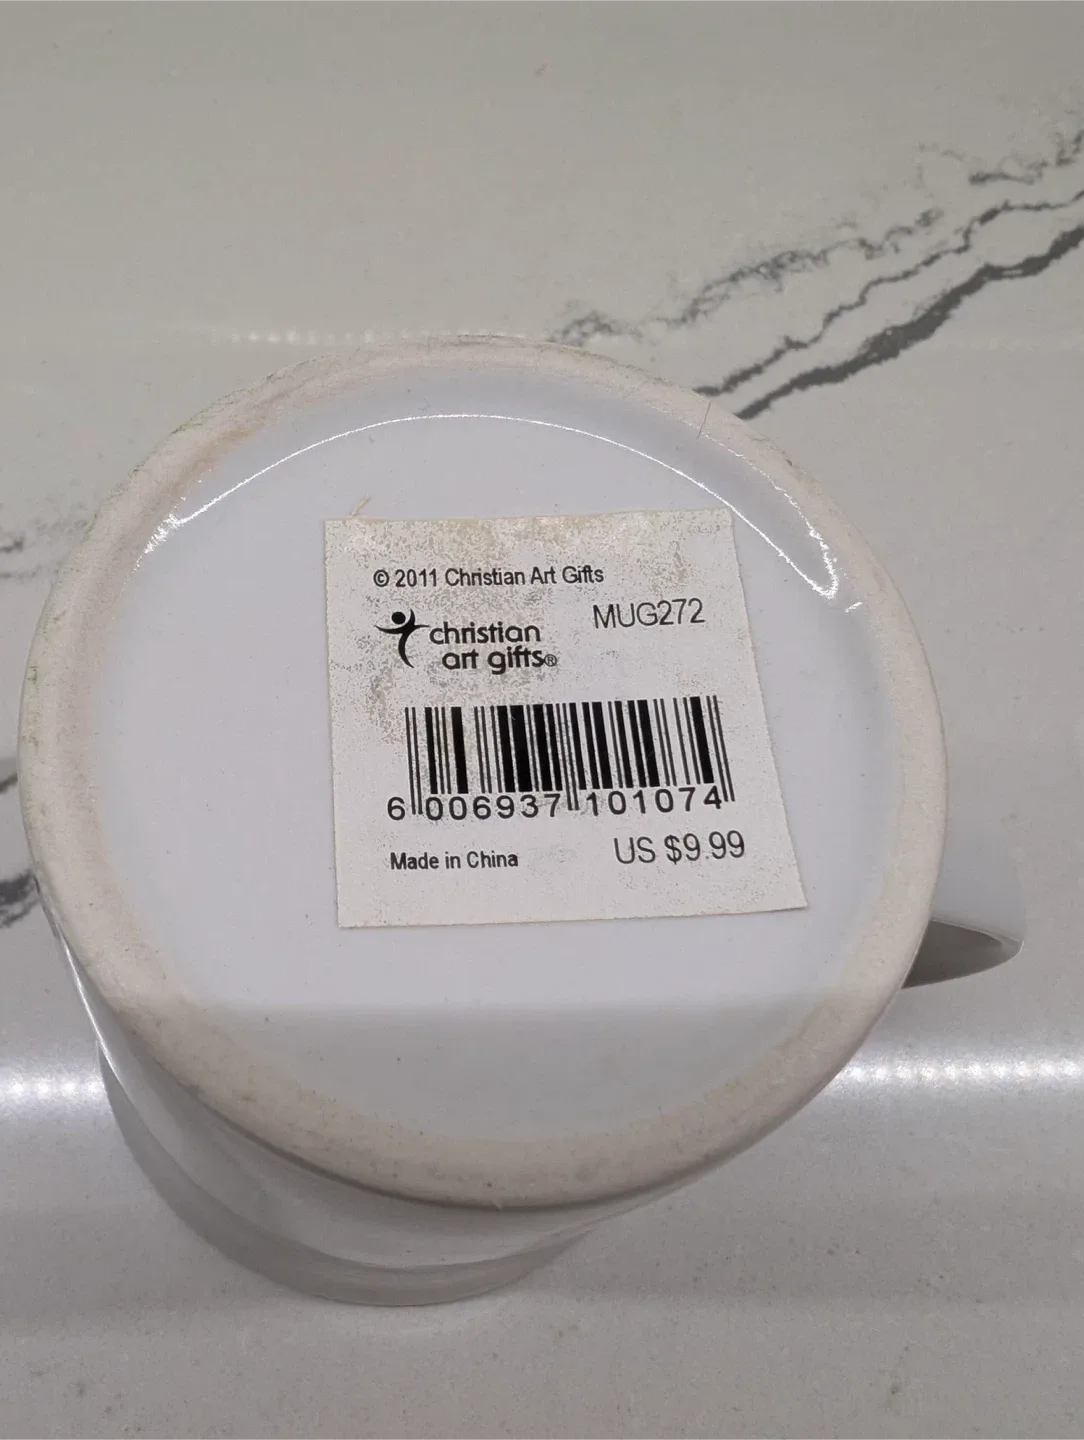 © 2011 Christian Art Gifts
MUG272
christian
art gifts®
6 006937 101074
Made in China
US $9.99